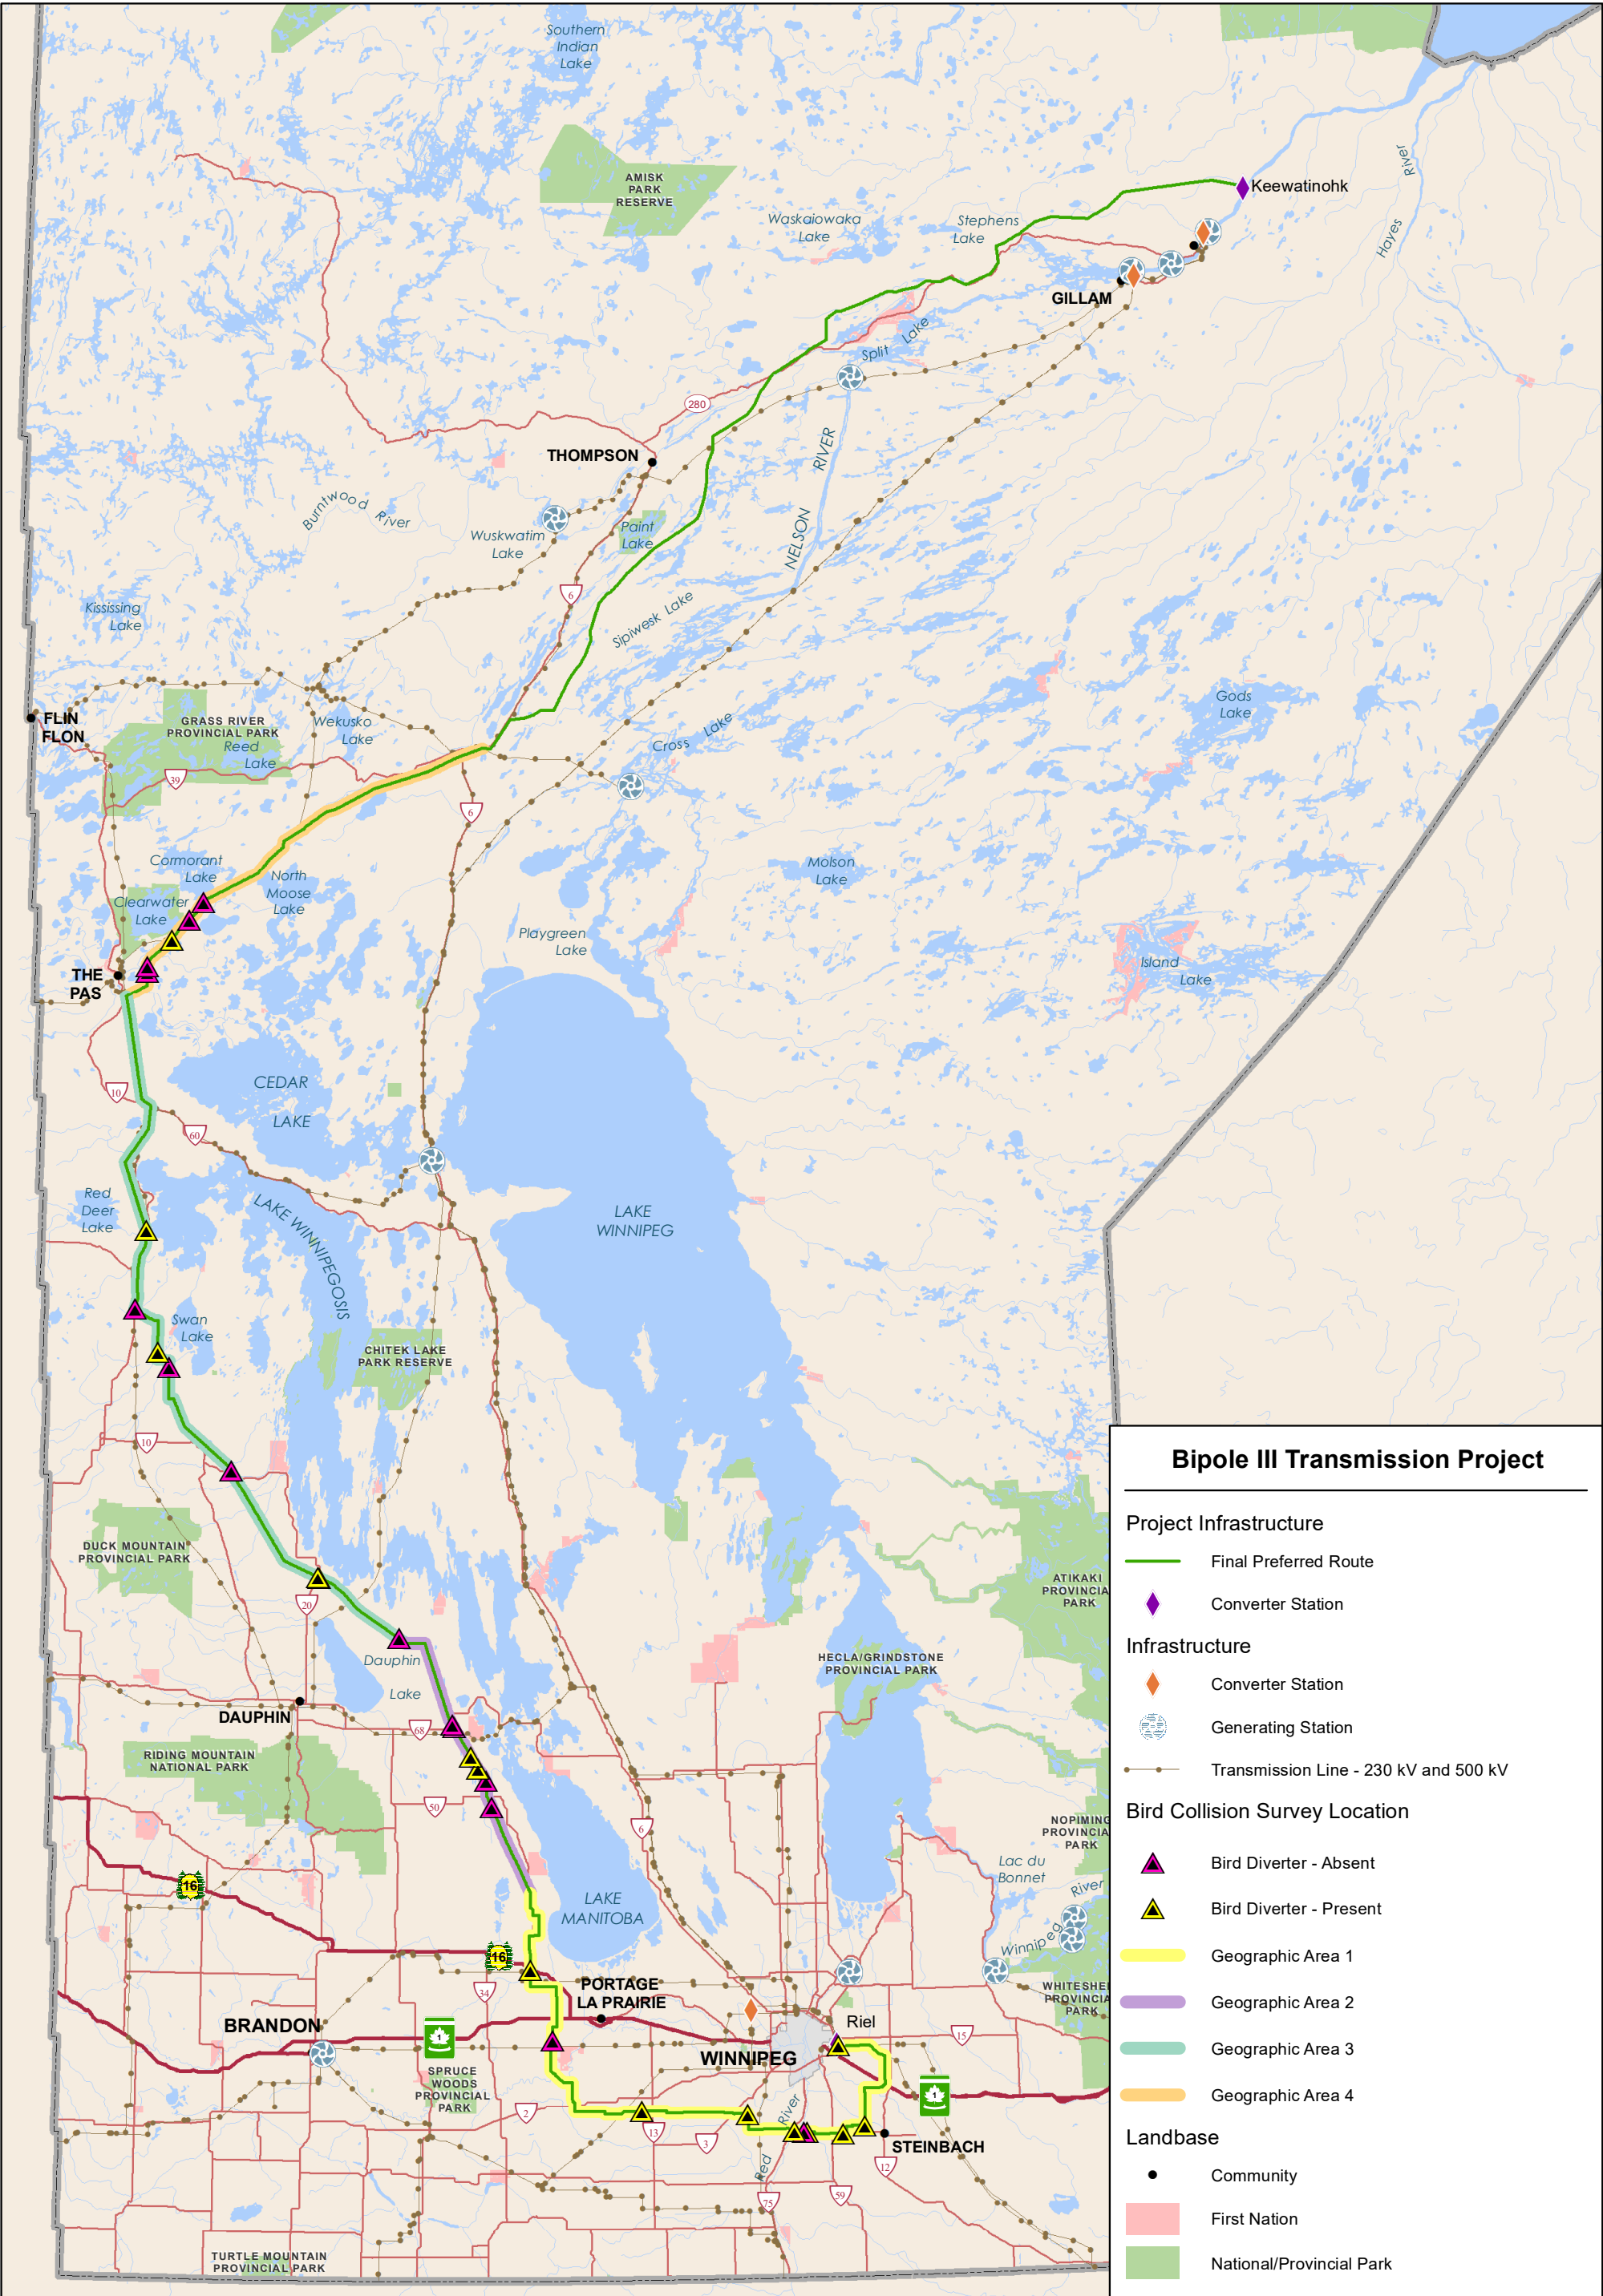 Southern
Indian
Lake
AMISK
PARK
RESERVE
Waskaiowaka
Lake
Stephens
Lake
Keewatinohk
Hayes River
GILLAM
Split Lake
280
THOMPSON
NELSON RIVER
Burntwood River
Wuskwatim
Lake
Paint
Lake
6
Sipiwesk Lake
Kississing
Lake
FLIN
FLON
GRASS RIVER
PROVINCIAL PARK
Reed
Lake
Wekusko
Lake
39
Cross Lake
Gods
Lake
6
Cormorant
Lake
North
Moose
Lake
Clearwater
Lake
Molson
Lake
Playgreen
Lake
Island
Lake
THE
PAS
CEDAR
LAKE
10
60
Red
Deer
Lake
LAKE WINNIPEGOSIS
LAKE
WINNIPEG
Swan
Lake
CHITEK LAKE
PARK RESERVE
10
DUCK MOUNTAIN
PROVINCIAL PARK
20
ATIKAKI
PROVINCIA
PARK
Dauphin
Lake
HECLA/GRINDSTONE
PROVINCIAL PARK
DAUPHIN
68
RIDING MOUNTAIN
NATIONAL PARK
50
6
NOPIMING
PROVINCIA
PARK
Lac du
Bonnet
16
LAKE
MANITOBA
Winnipeg River
16
PORTAGE
LA PRAIRIE
34
WHITESHEL
PROVINCIA
PARK
BRANDON
1
Riel
15
WINNIPEG
SPRUCE
WOODS
PROVINCIAL
PARK
1
2
13
3
Red River
STEINBACH
12
75
59
TURTLE MOUNTAIN
PROVINCIAL PARK
Bipole III Transmission Project
Project Infrastructure
Final Preferred Route
Converter Station
Infrastructure
Converter Station
Generating Station
Transmission Line - 230 kV and 500 kV
Bird Collision Survey Location
Bird Diverter - Absent
Bird Diverter - Present
Geographic Area 1
Geographic Area 2
Geographic Area 3
Geographic Area 4
Landbase
Community
First Nation
National/Provincial Park